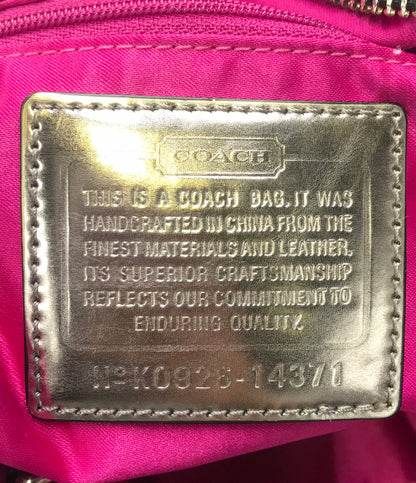 COACH
THIS IS A COACH BAG. IT WAS
HANDCRAFTED IN CHINA FROM THE
FINEST MATERIALS AND LEATHER.
ITS SUPERIOR CRAFTSMANSHIP
REFLECTS OUR COMMITMENT TO
ENDURING QUALITY.
Nº K0926-14371